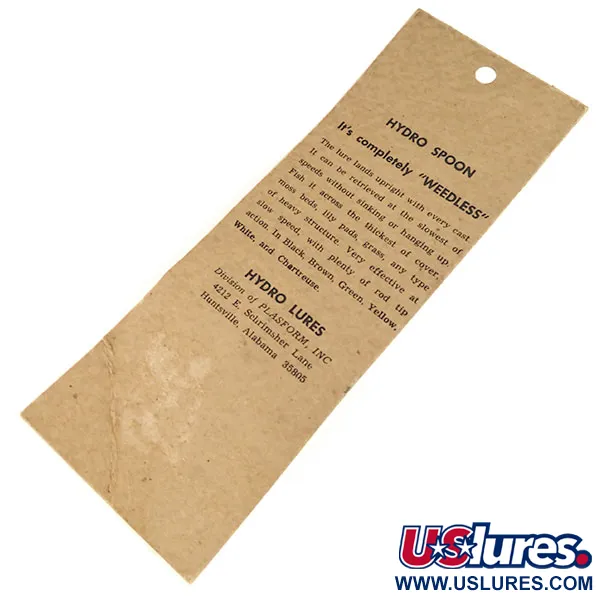 HYDRO SPOON
It's completely "WEEDLESS"
The lure lands upright with every cast.
It can be retrieved at the slowest of
speeds without sinking or hanging up.
Fish it across the thickest of cover,
moss beds, lily pads, grass, any type
of heavy structure. Very effective at
slow speed, with plenty of rod tip
action. In Black, Brown, Green, Yellow,
White, and Chartreuse.
HYDRO LURES
Division of PLASFORM, INC
4212 E. Schrimsher Lane
Huntsville, Alabama 35805
USlures.
WWW.USLURES.COM